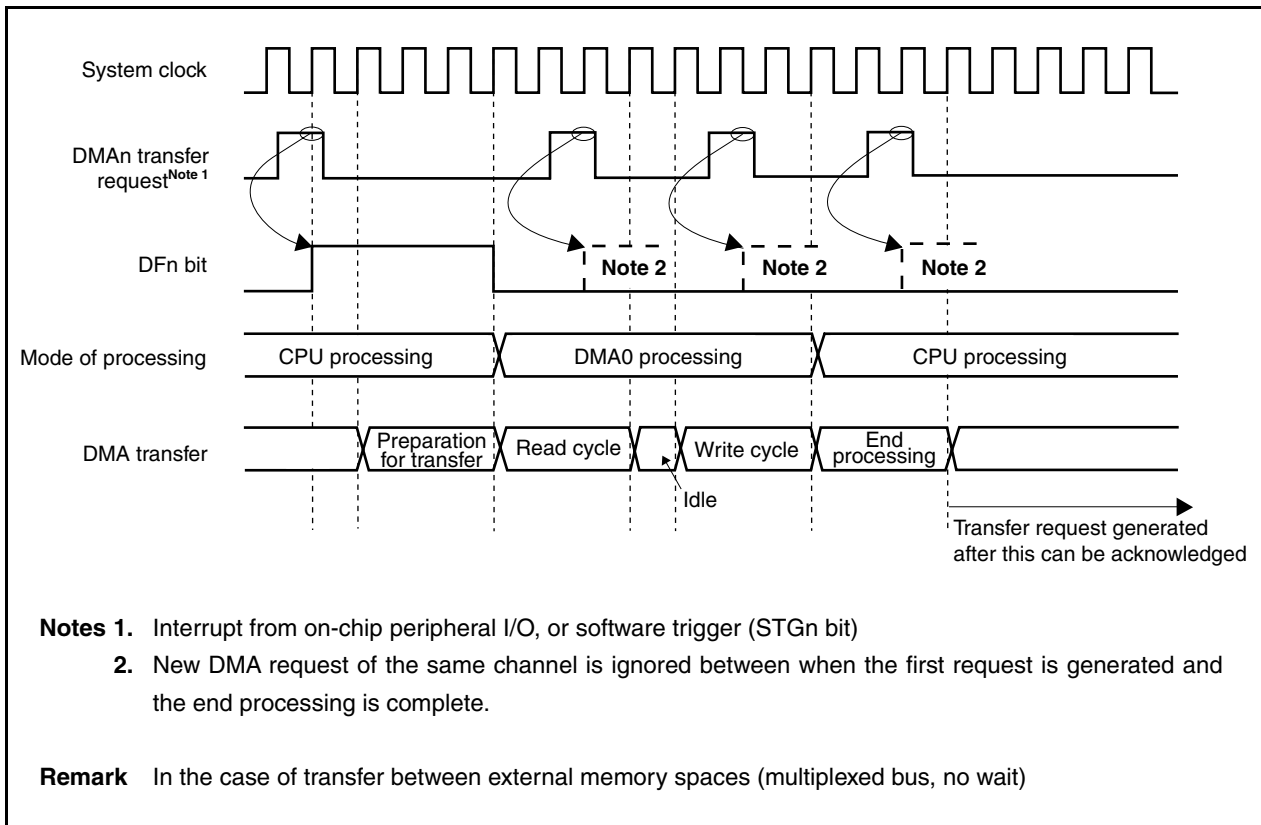 System clock
DMAn transfer
requestNote 1
DFn bit
Note 2
Note 2
Note 2
Mode of processing
CPU processing
DMA0 processing
CPU processing
DMA transfer
Preparation
for transfer
Read cycle
Write cycle
End
processing
Idle
Transfer request generated
after this can be acknowledged
Notes 1. Interrupt from on-chip peripheral I/O, or software trigger (STGn bit)
2. New DMA request of the same channel is ignored between when the first request is generated and
the end processing is complete.
Remark In the case of transfer between external memory spaces (multiplexed bus, no wait)